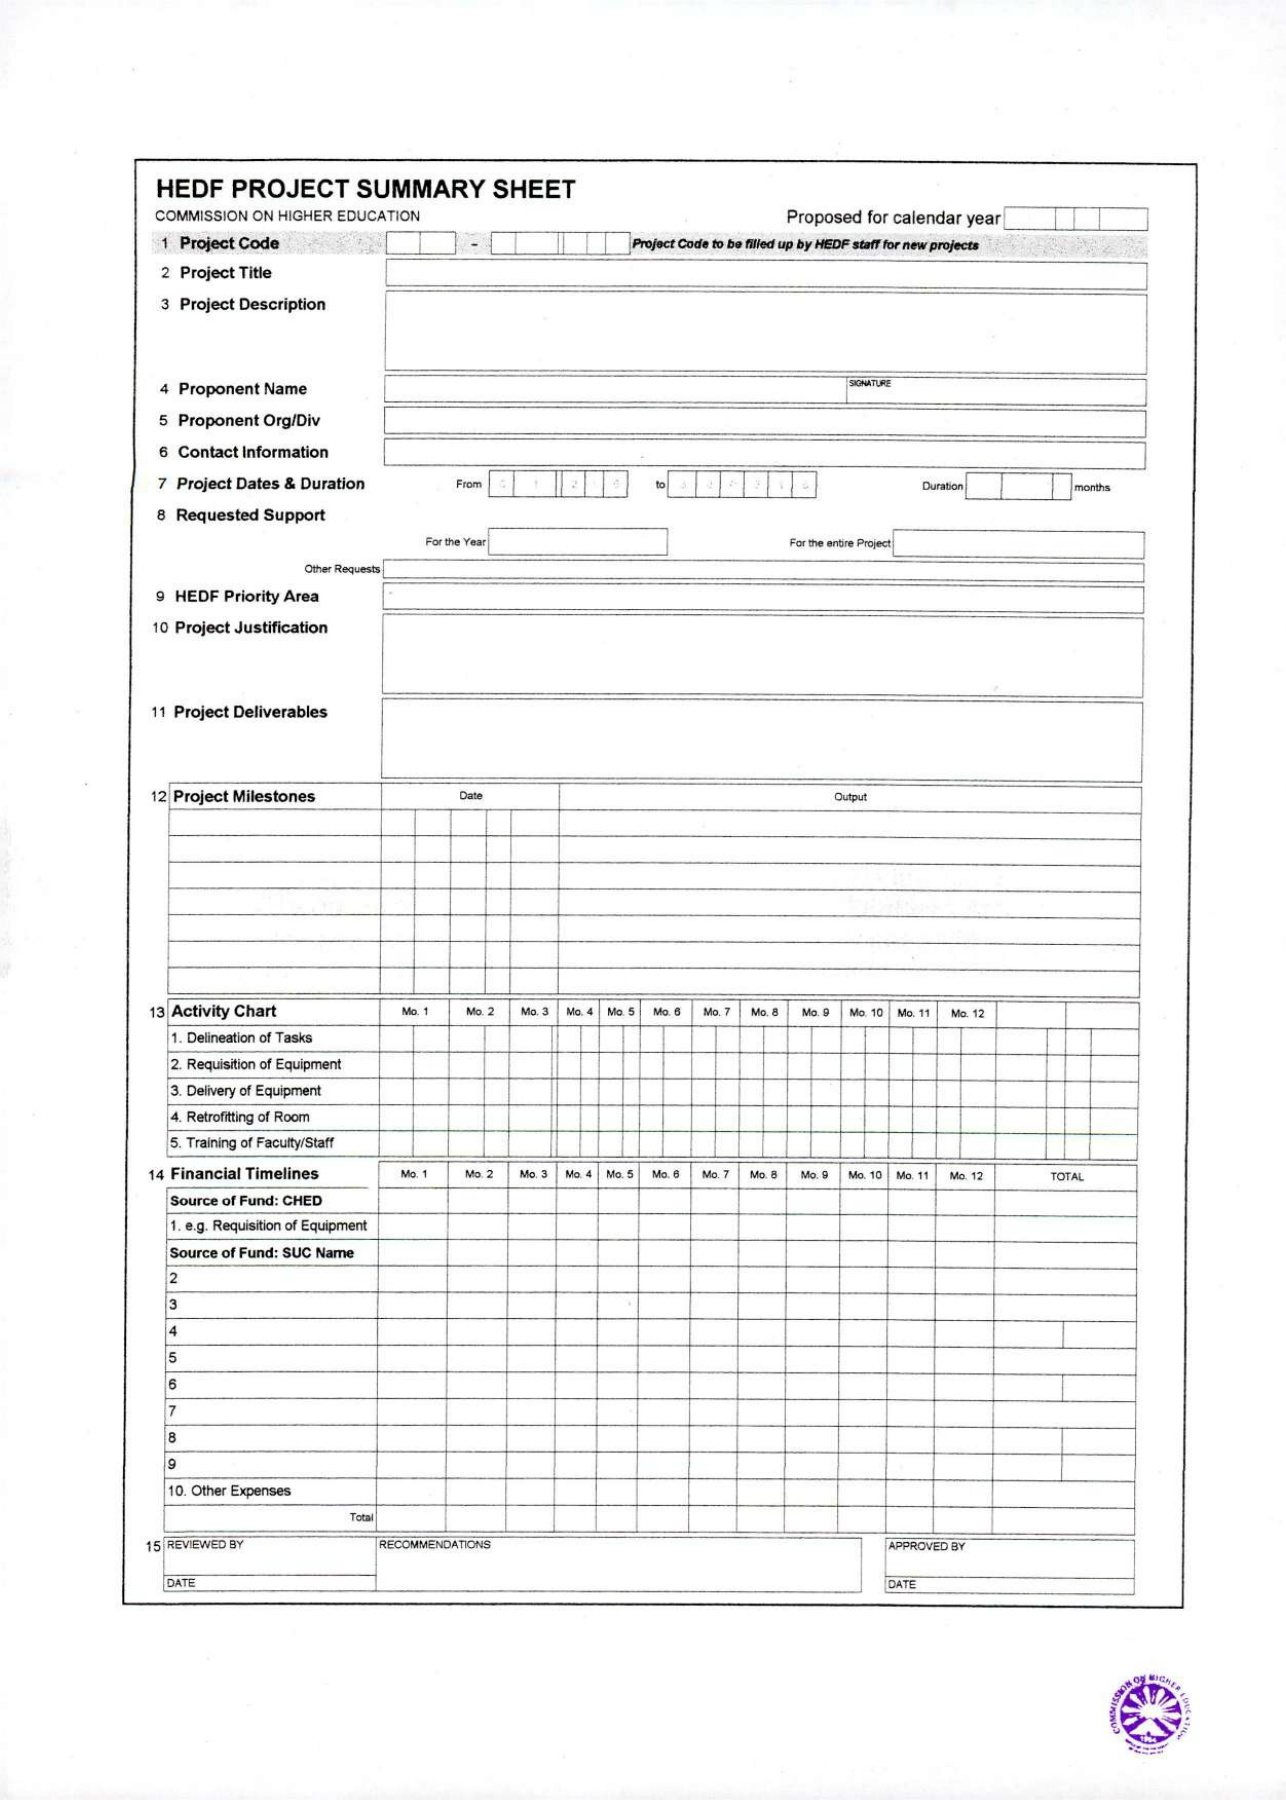 HEDF PROJECT SUMMARY SHEET
COMMISSION ON HIGHER EDUCATION
Proposed for calendar year
1 Project Code - Project Code to be filled up by HEDF staff for new projects
2 Project Title
3 Project Description
4 Proponent Name SIGNATURE
5 Proponent Org/Div
6 Contact Information
7 Project Dates & Duration From to Duration months
8 Requested Support
For the Year For the entire Project
Other Requests
9 HEDF Priority Area
10 Project Justification
11 Project Deliverables
12 Project Milestones Date Output
13 Activity Chart Mo. 1 Mo. 2 Mo. 3 Mo. 4 Mo. 5 Mo. 6 Mo. 7 Mo. 8 Mo. 9 Mo. 10 Mo. 11 Mo. 12
1. Delineation of Tasks
2. Requisition of Equipment
3. Delivery of Equipment
4. Retrofitting of Room
5. Training of Faculty/Staff
14 Financial Timelines Mo. 1 Mo. 2 Mo. 3 Mo. 4 Mo. 5 Mo. 6 Mo. 7 Mo. 8 Mo. 9 Mo. 10 Mo. 11 Mo. 12 TOTAL
Source of Fund: CHED
1. e.g. Requisition of Equipment
Source of Fund: SUC Name
2
3
4
5
6
7
8
9
10. Other Expenses
Total
15 REVIEWED BY RECOMMENDATIONS APPROVED BY
DATE DATE
COMMISSION ON HIGHER EDUCATION